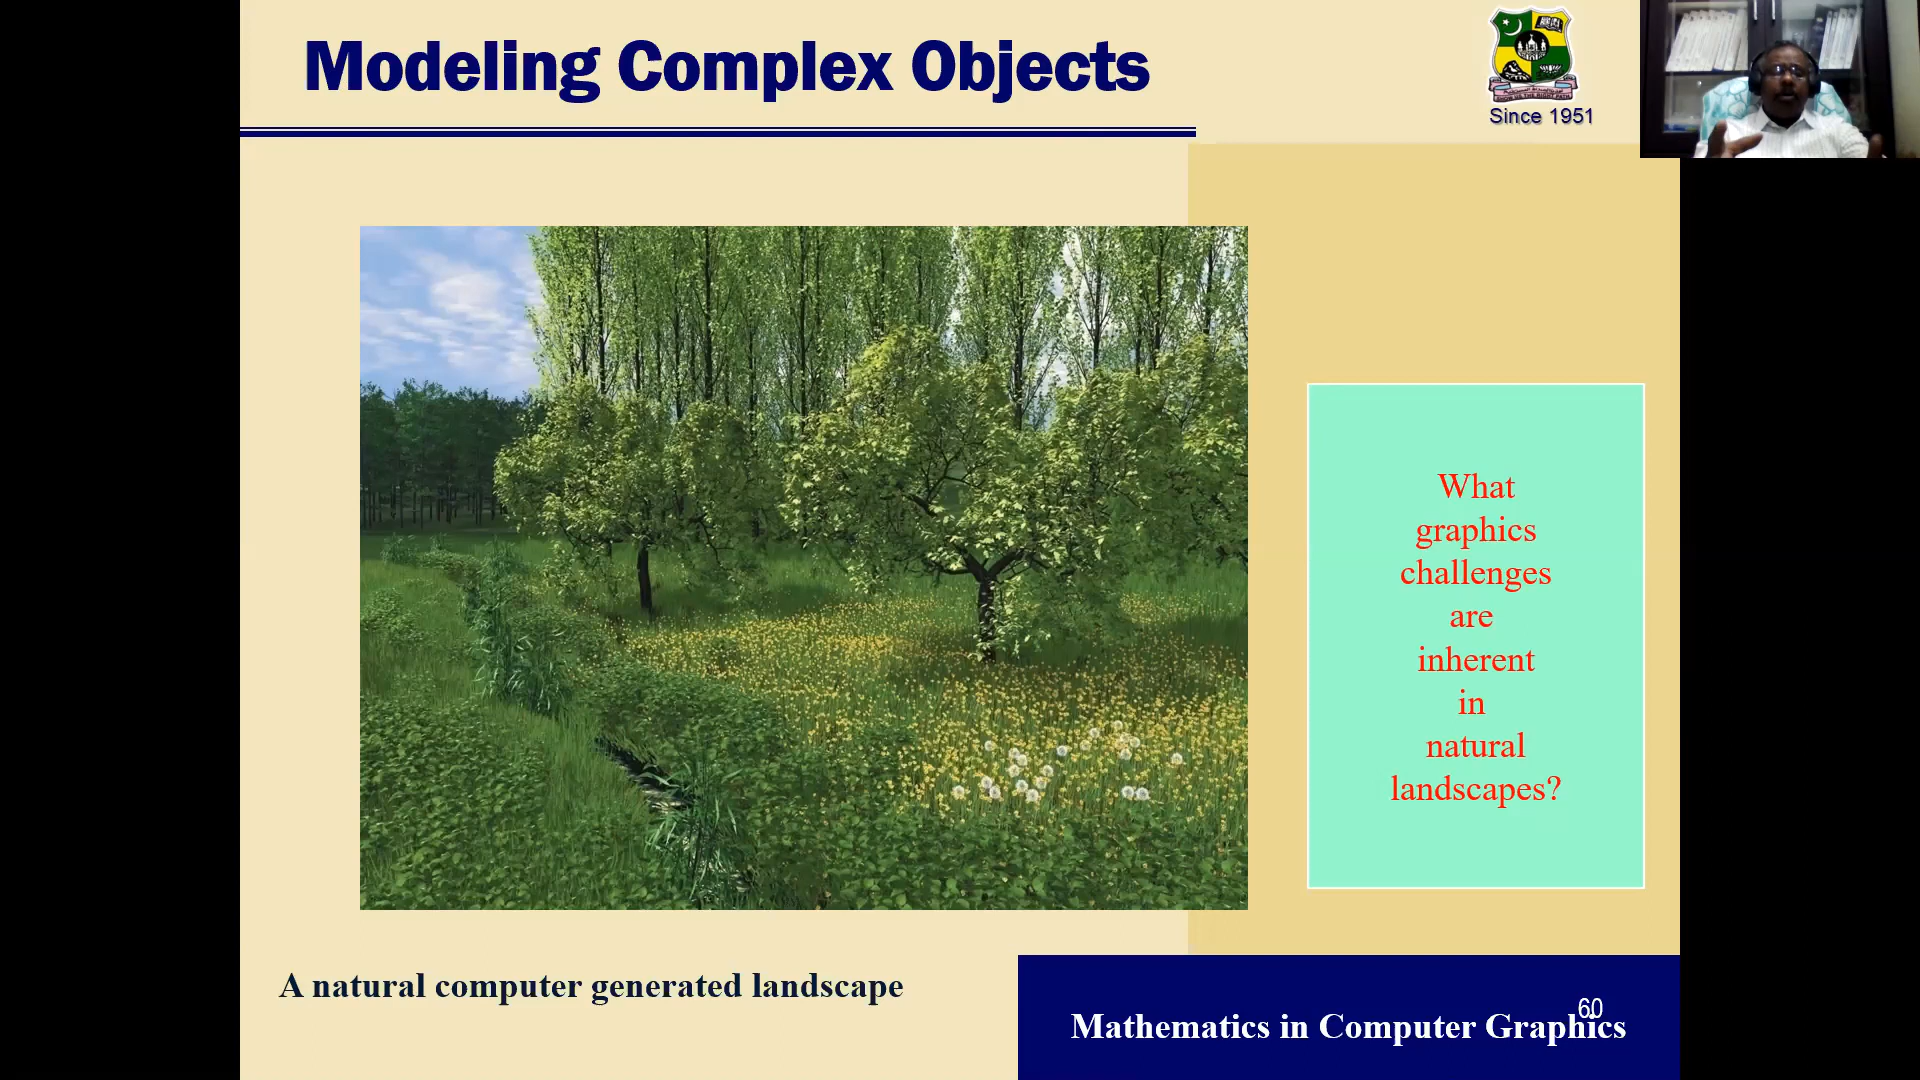 Modeling Complex Objects
Since 1951
What
graphics
challenges
are
inherent
in
natural
landscapes?
A natural computer generated landscape
60
Mathematics in Computer Graphics